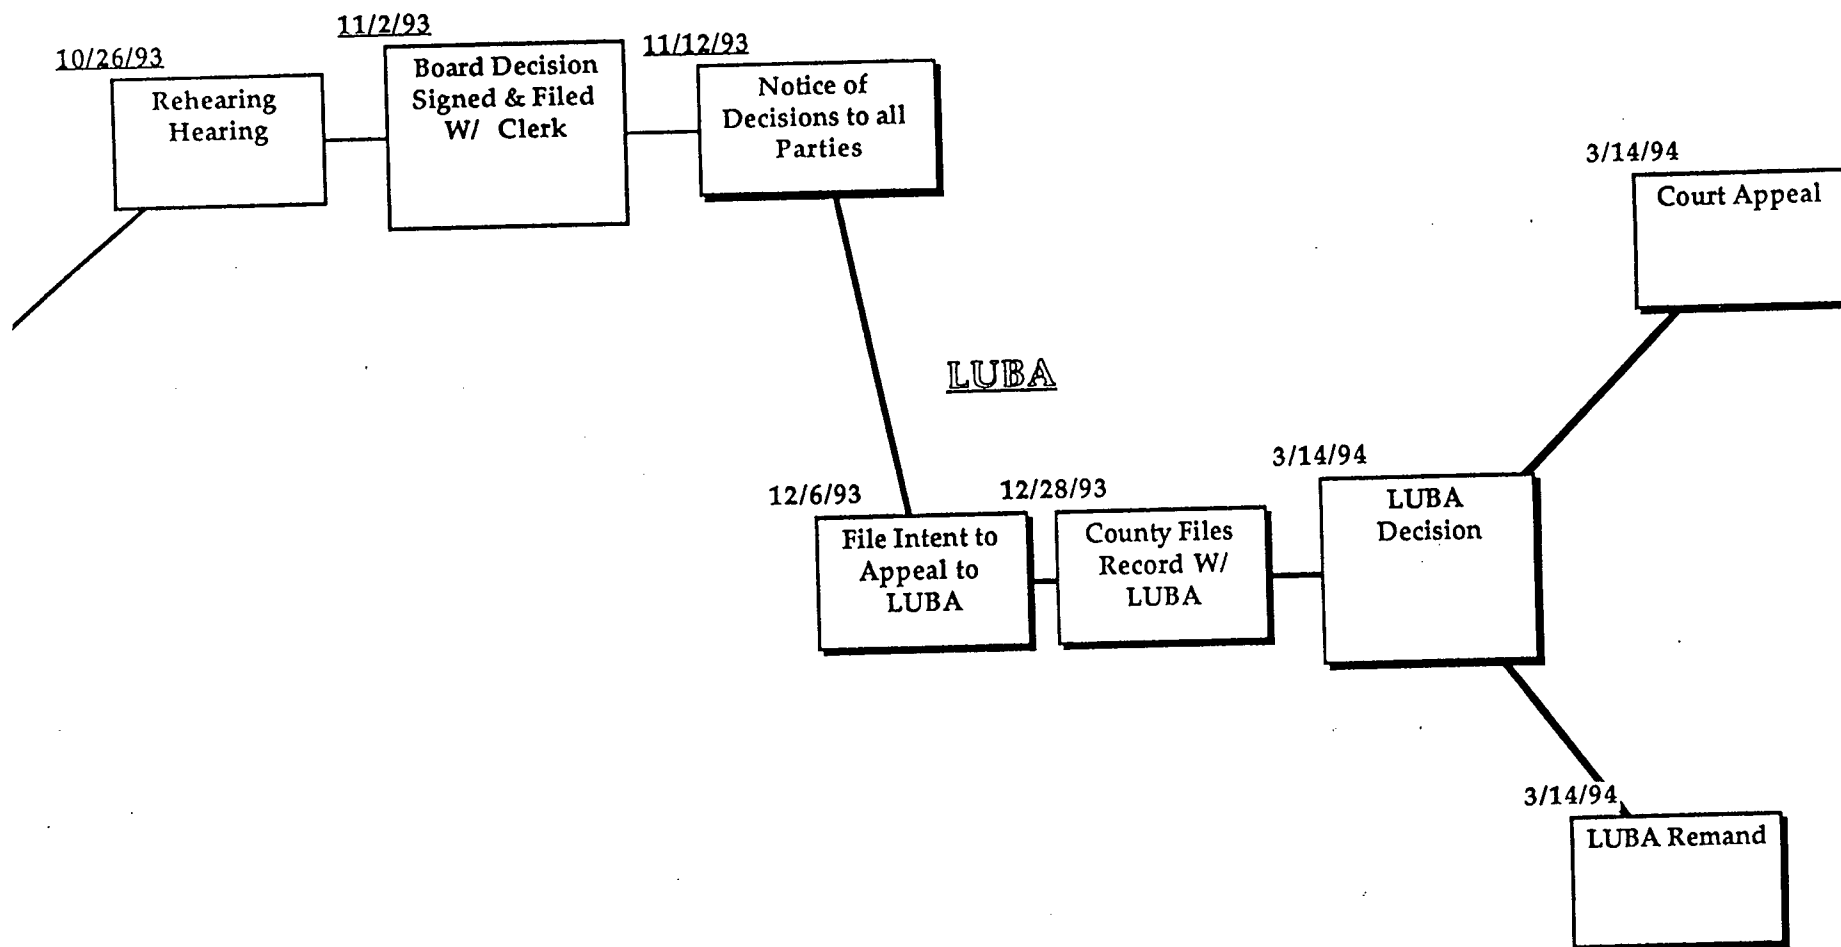 10/26/93
Rehearing
Hearing
11/2/93
Board Decision
Signed & Filed
W/ Clerk
11/12/93
Notice of
Decisions to all
Parties
3/14/94
Court Appeal
LUBA
12/6/93
File Intent to
Appeal to
LUBA
12/28/93
County Files
Record W/
LUBA
3/14/94
LUBA
Decision
3/14/94
LUBA Remand